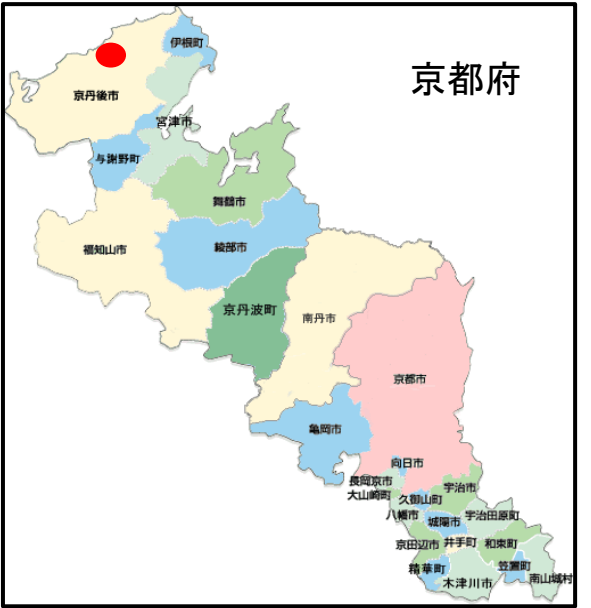 京都府
伊根町
京丹後市
宮津市
与謝野町
舞鶴市
綾部市
福知山市
京丹波町
南丹市
京都市
亀岡市
向日市
長岡京市
大山崎町
宇治市
久御山町
八幡市
宇治田原町
城陽市
京田辺市
井手町
和束町
精華町
笠置町
木津川市
南山城村